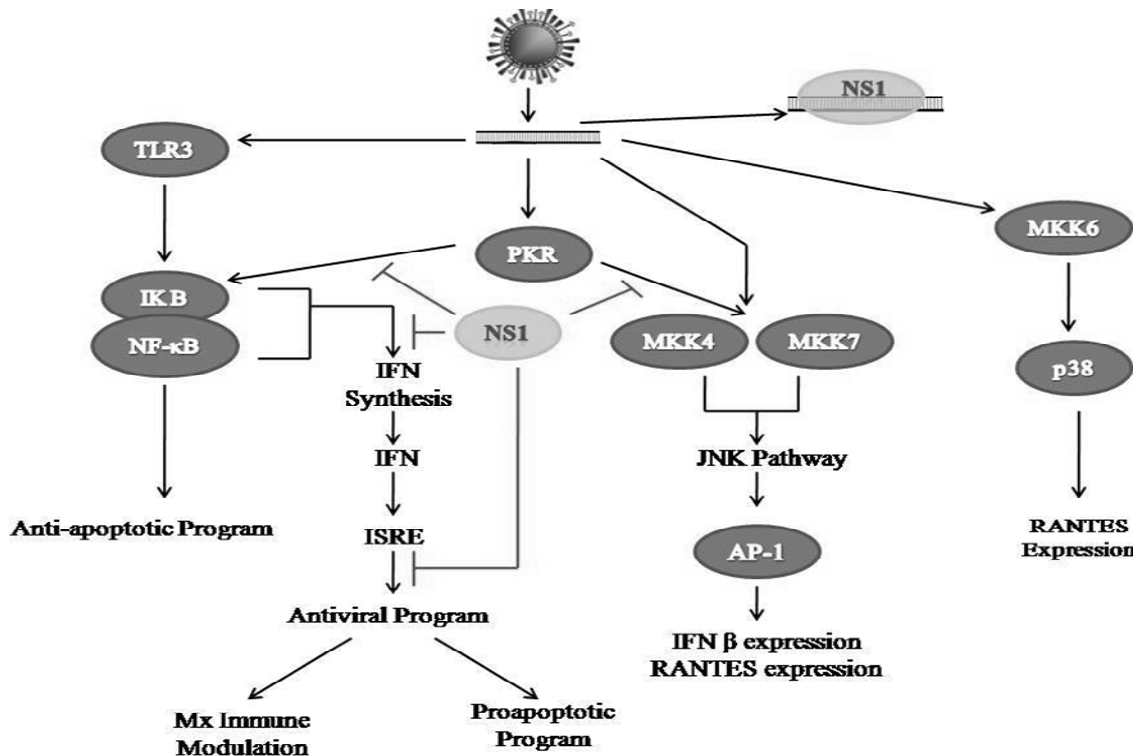 NS1
TLR3
MKK6
PKR
IK B
NF-κB
NS1
MKK4
MKK7
p38
IFN
Synthesis
IFN
JNK Pathway
Anti-apoptotic Program
ISRE
AP-1
RANTES
Expression
Antiviral Program
IFN β expression
RANTES expression
Mx Immune
Modulation
Proapoptotic
Program